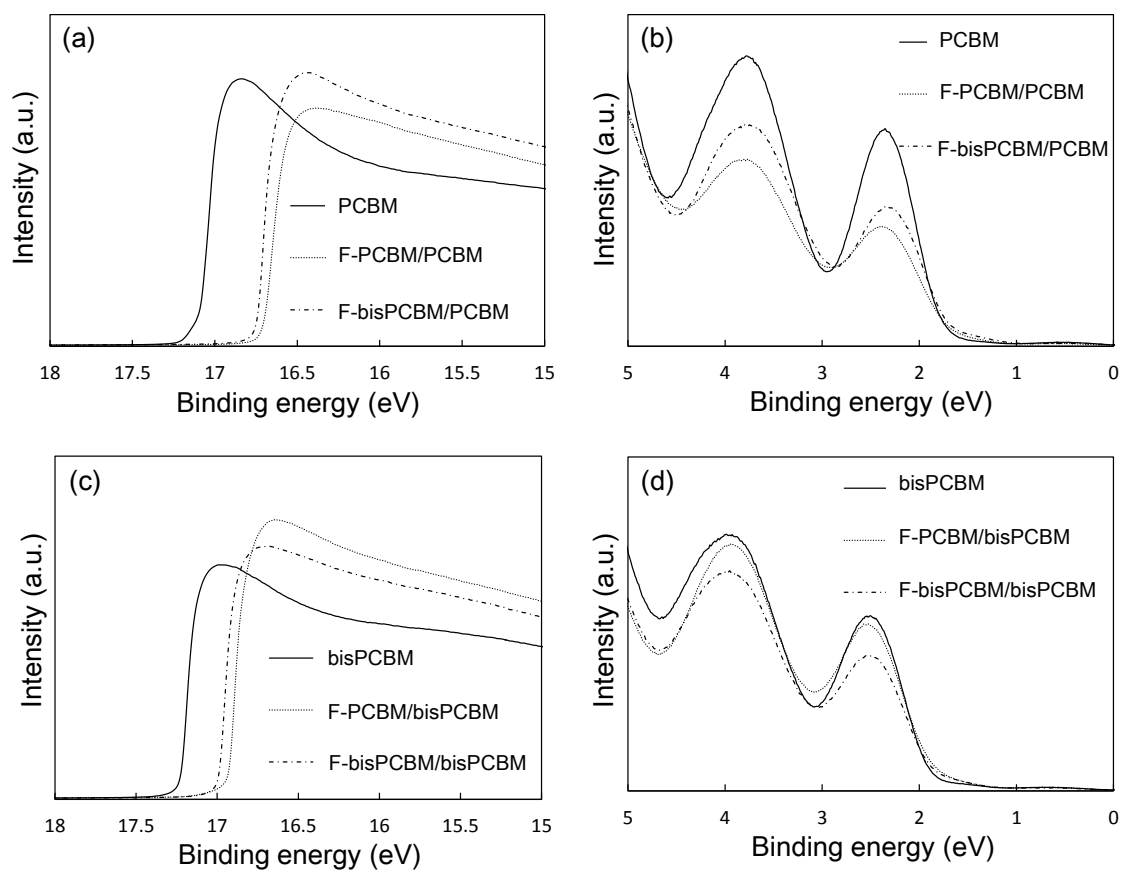 (a)
Intensity (a.u.)
PCBM
F-PCBM/PCBM
F-bisPCBM/PCBM
18 17.5 17 16.5 16 15.5 15
Binding energy (eV)
(b)
Intensity (a.u.)
PCBM
F-PCBM/PCBM
F-bisPCBM/PCBM
5 4 3 2 1 0
Binding energy (eV)
(c)
Intensity (a.u.)
bisPCBM
F-PCBM/bisPCBM
F-bisPCBM/bisPCBM
18 17.5 17 16.5 16 15.5 15
Binding energy (eV)
(d)
Intensity (a.u.)
bisPCBM
F-PCBM/bisPCBM
F-bisPCBM/bisPCBM
5 4 3 2 1 0
Binding energy (eV)